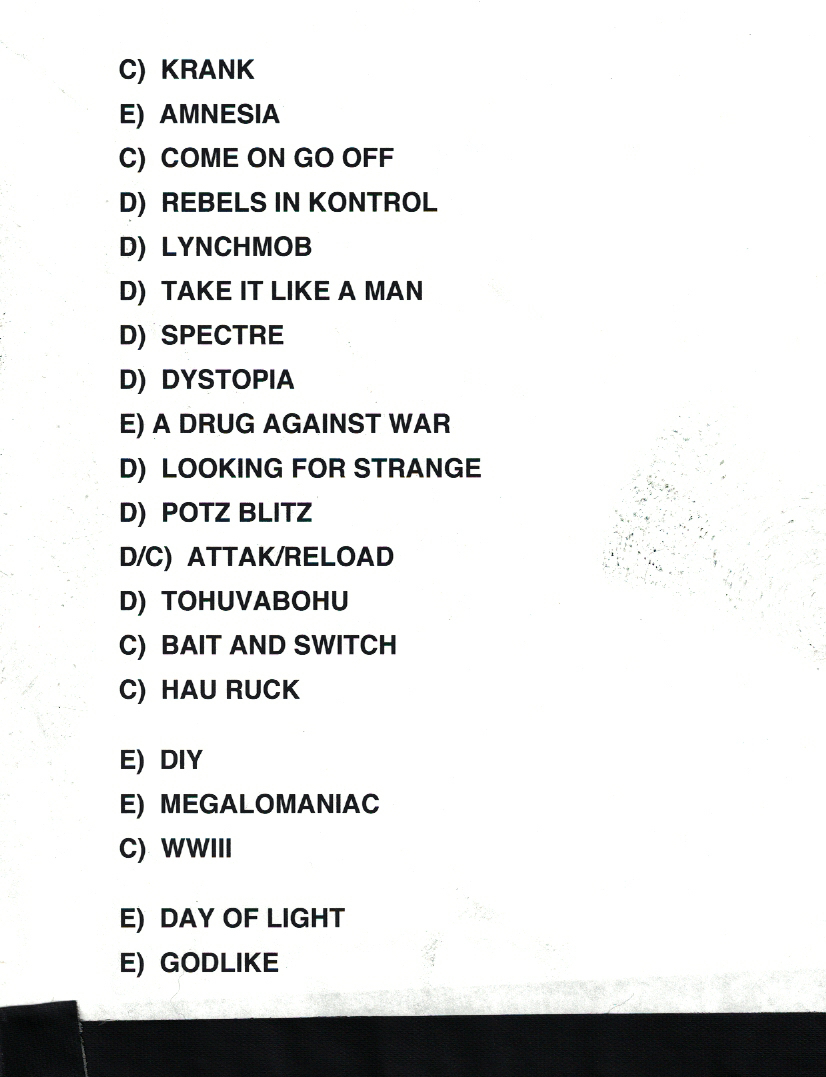 C) KRANK
E) AMNESIA
C) COME ON GO OFF
D) REBELS IN KONTROL
D) LYNCHMOB
D) TAKE IT LIKE A MAN
D) SPECTRE
D) DYSTOPIA
E) A DRUG AGAINST WAR
D) LOOKING FOR STRANGE
D) POTZ BLITZ
D/C) ATTAK/RELOAD
D) TOHUVABOHU
C) BAIT AND SWITCH
C) HAU RUCK
E) DIY
E) MEGALOMANIAC
C) WWIII
E) DAY OF LIGHT
E) GODLIKE